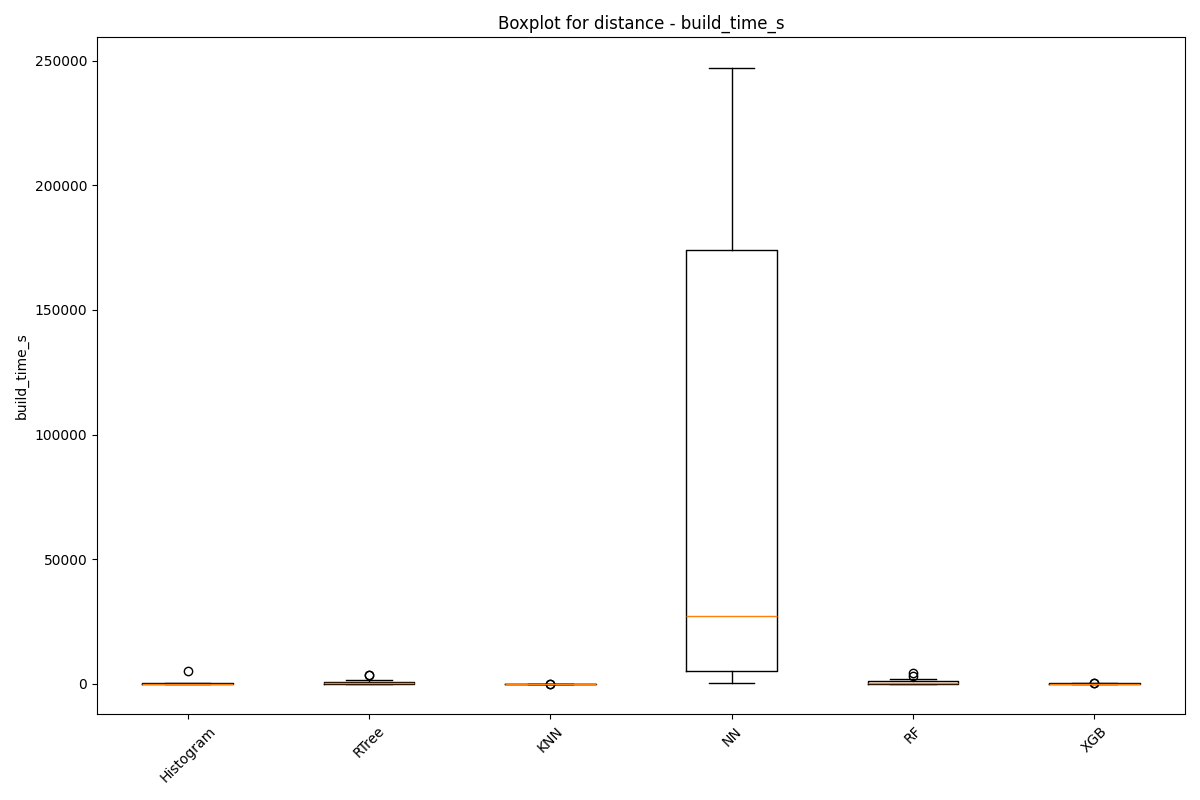 Boxplot for distance - build_time_s
250000
200000
150000
100000
50000
0
build_time_s
Histogram
RTree
KNN
NN
RF
XGB